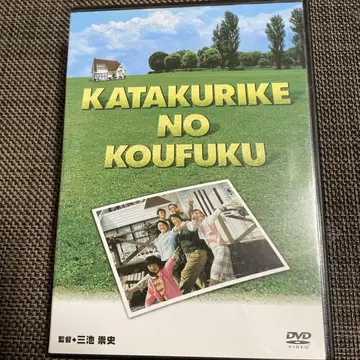 KATAKURIKE
NO
KOUFUKU
監督◆三池 崇史
DVD
VIDEO